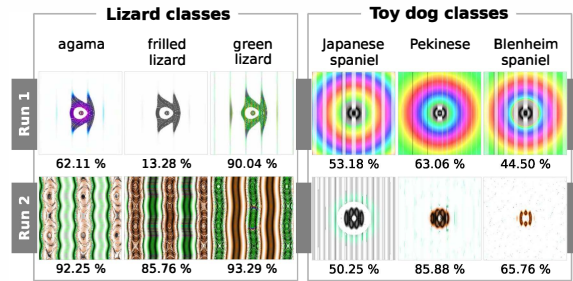 Lizard classes
Toy dog classes
agama
frilled
lizard
green
lizard
Japanese
spaniel
Pekinese
Blenheim
spaniel
Run 1
62.11 %
13.28 %
90.04 %
53.18 %
63.06 %
44.50 %
Run 2
92.25 %
85.76 %
93.29 %
50.25 %
85.88 %
65.76 %